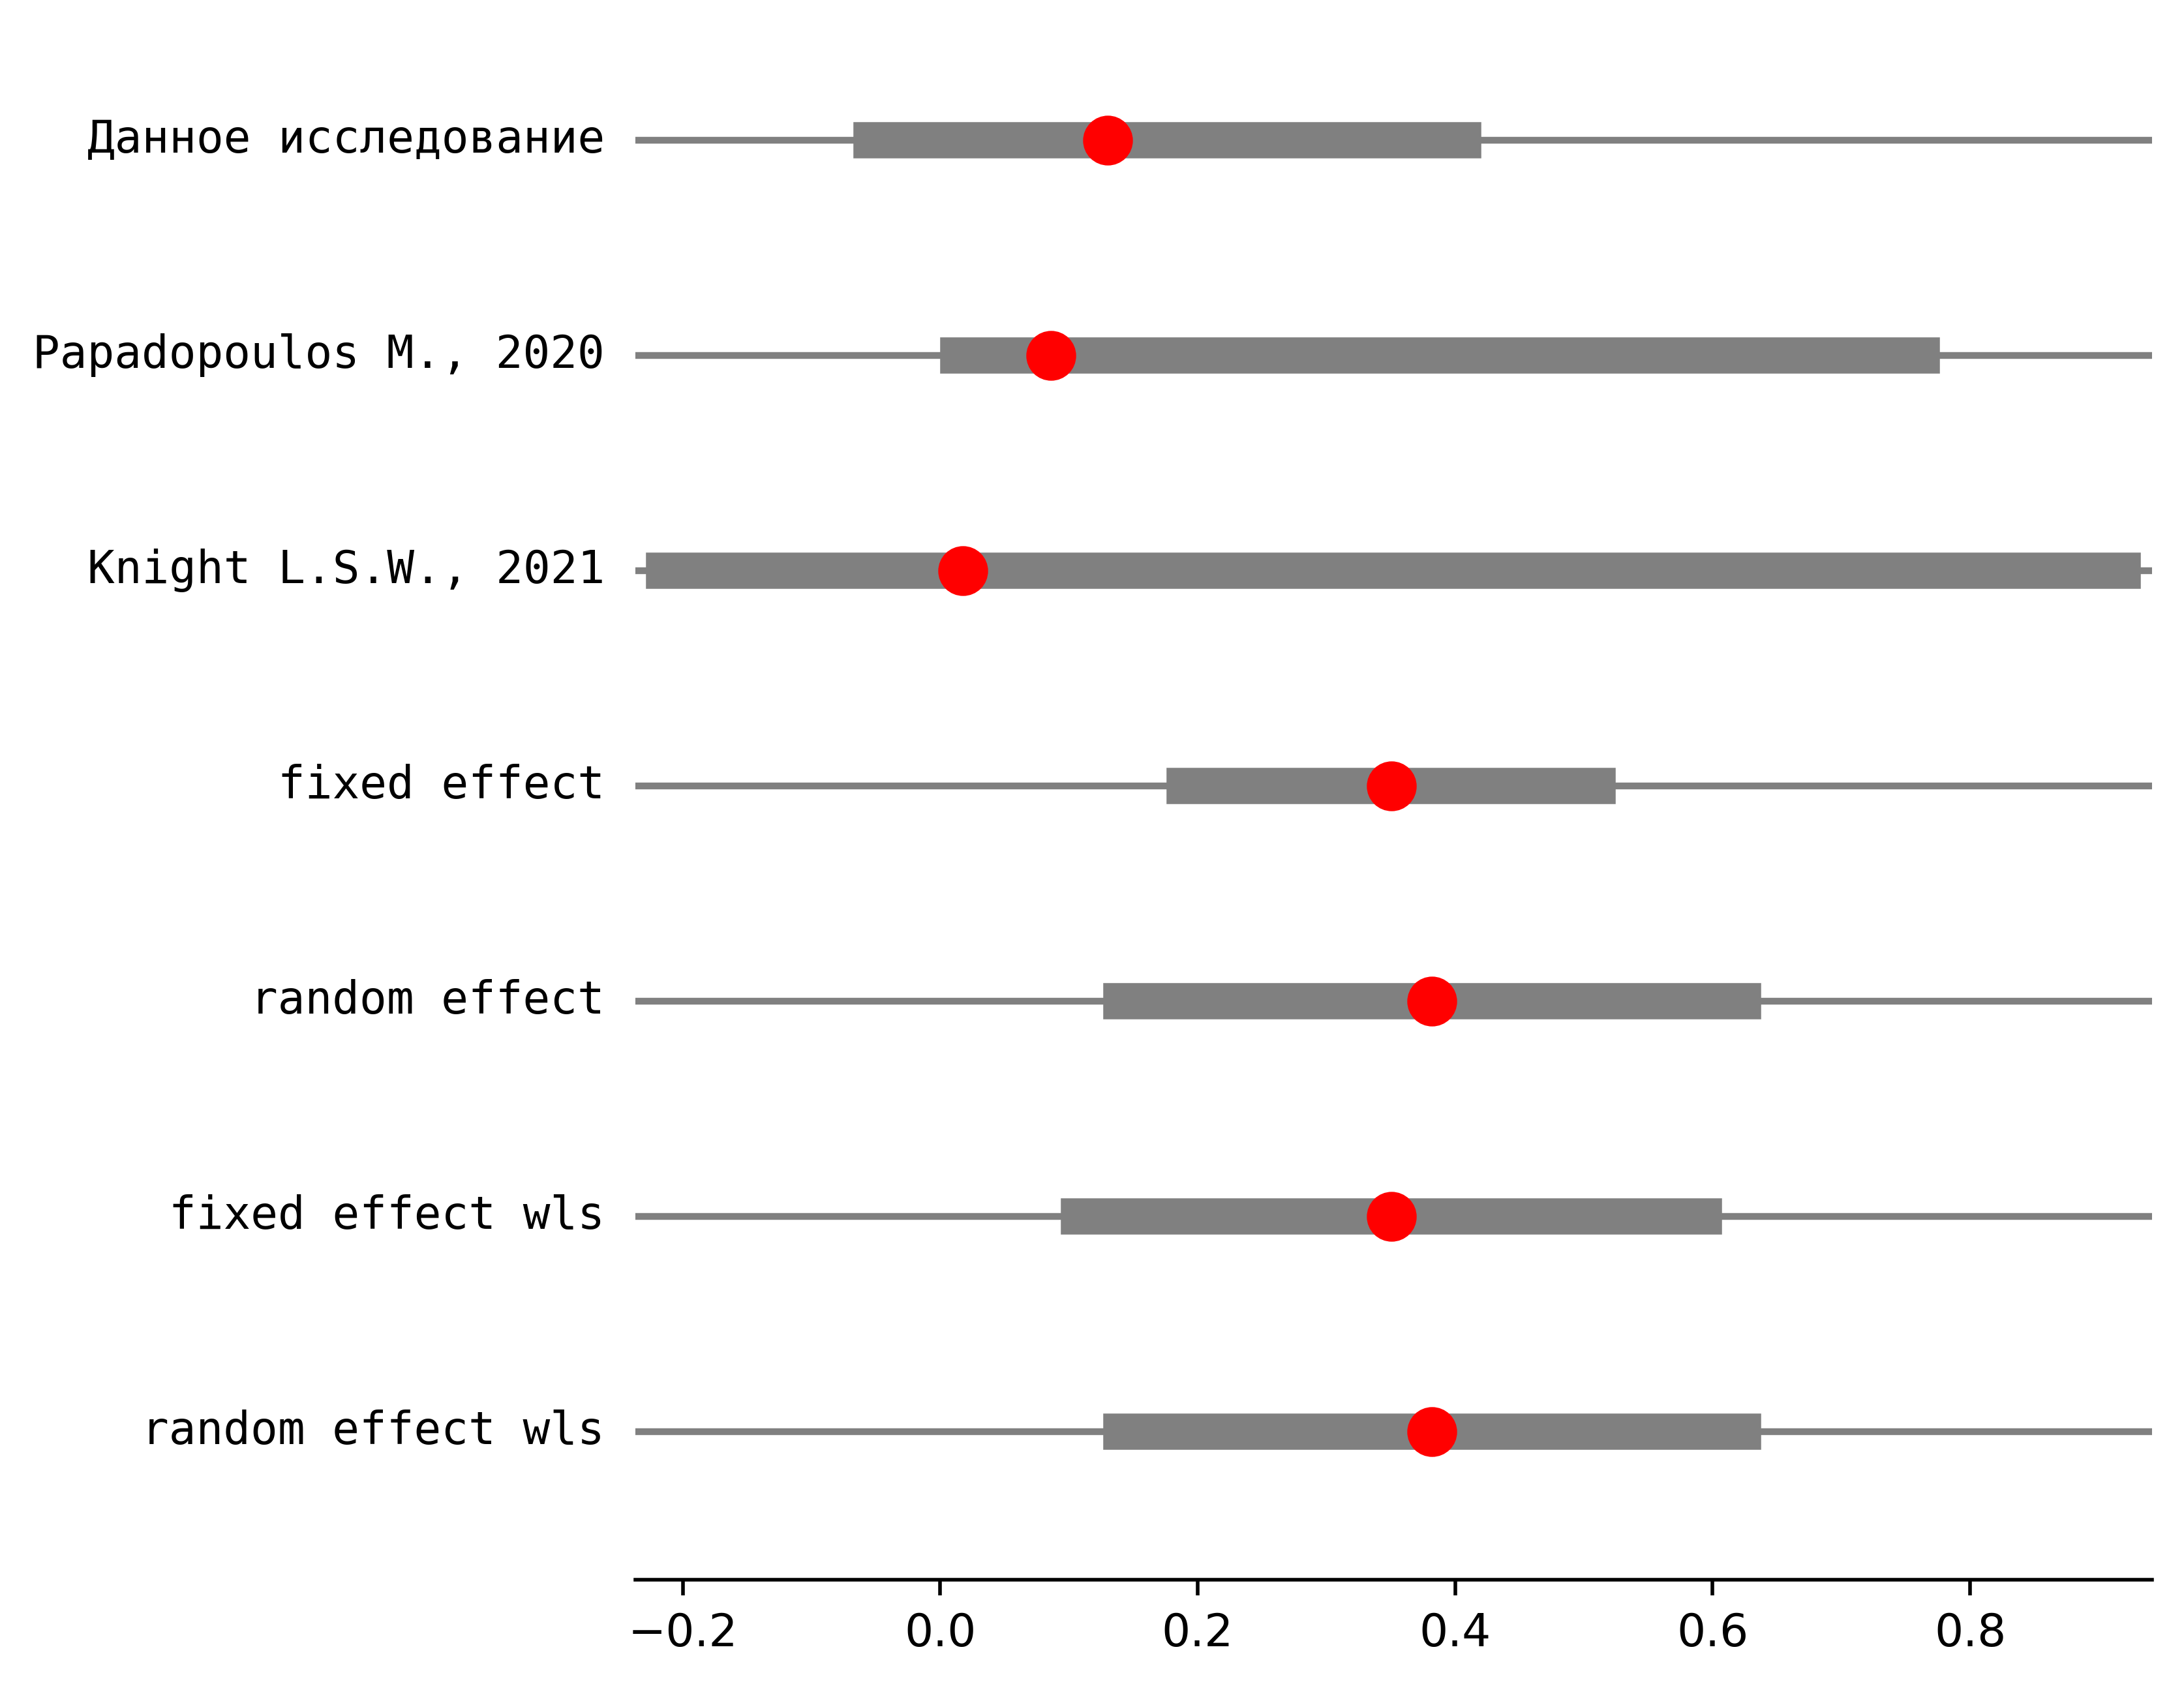 Данное исследование
Papadopoulos M., 2020
Knight L.S.W., 2021
fixed effect
random effect
fixed effect wls
random effect wls
−0.2 0.0 0.2 0.4 0.6 0.8